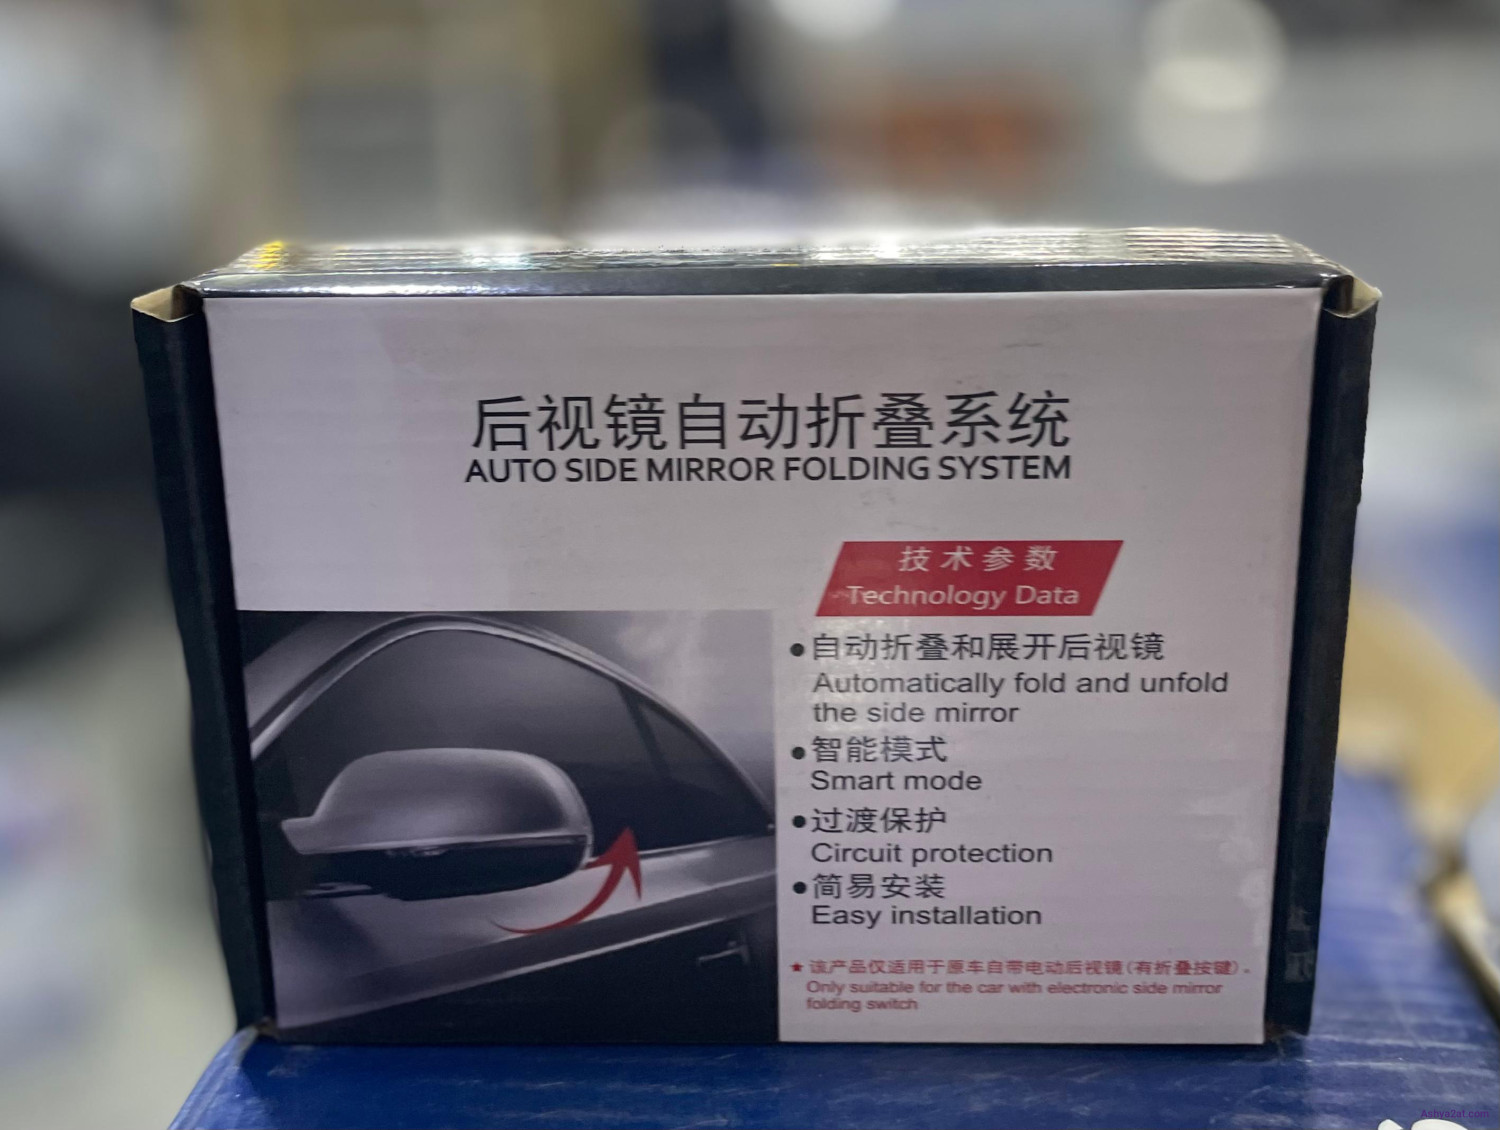 后视镜自动折叠系统
AUTO SIDE MIRROR FOLDING SYSTEM
技术参数
Technology Data
●自动折叠和展开后视镜
Automatically fold and unfold
the side mirror
●智能模式
Smart mode
●过渡保护
Circuit protection
●简易安装
Easy installation
★该产品仅适用于原车自带电动后视镜(有折叠按键)。
Only suitable for the car with electronic side mirror
folding switch
Ashya2at.com